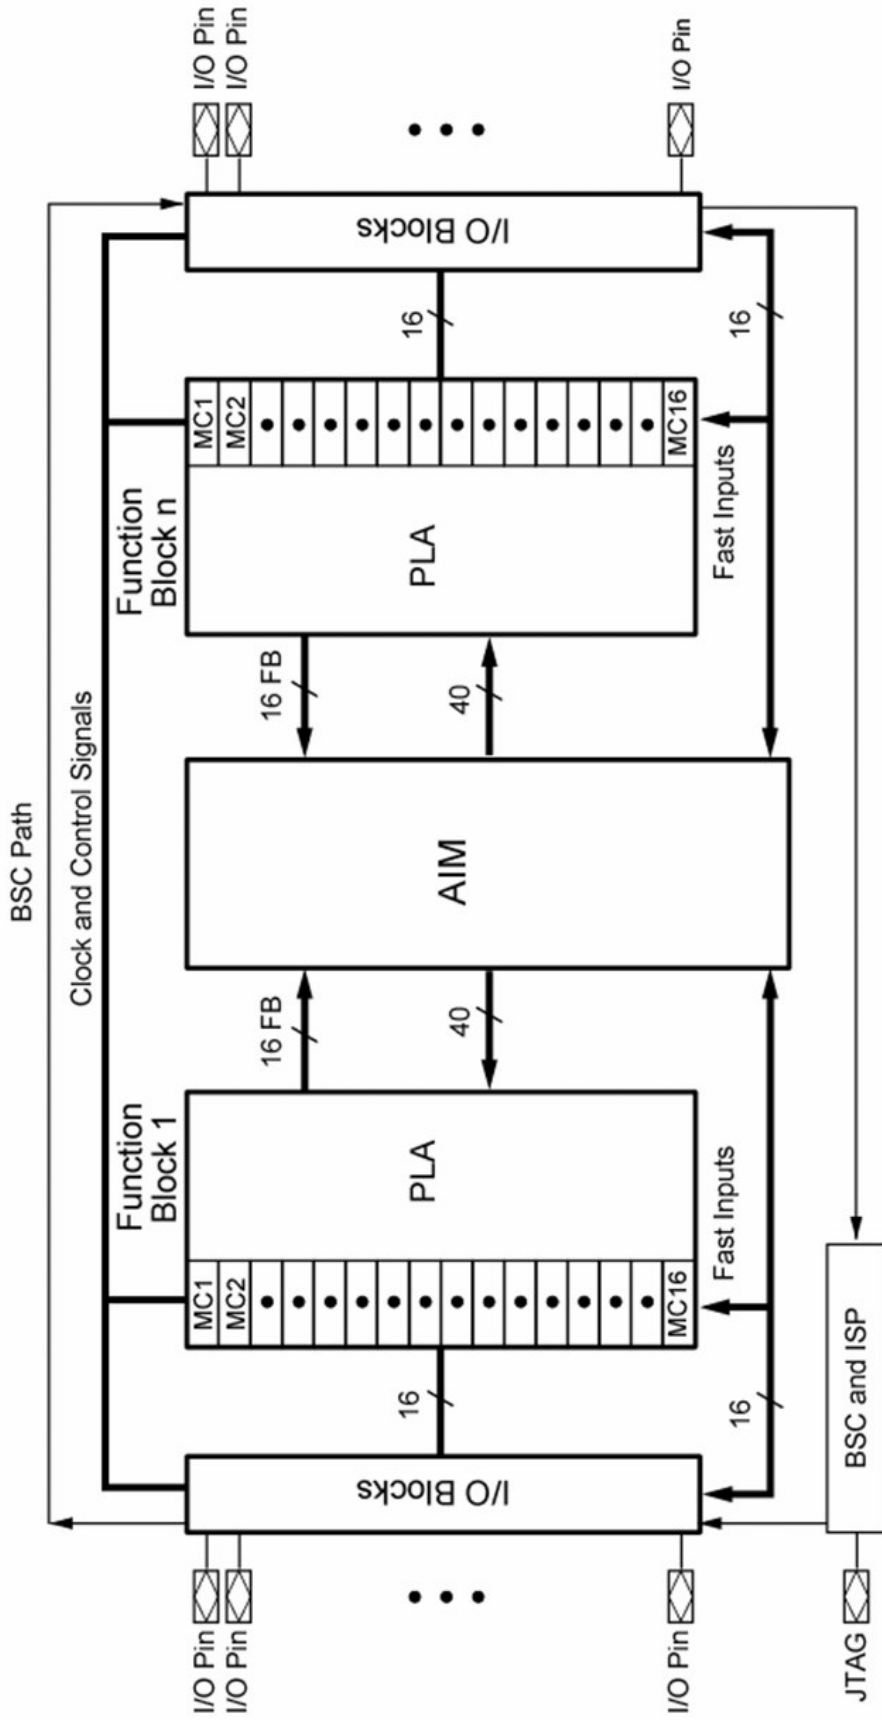 BSC Path
Clock and Control Signals
Function
Block 1
Function
Block n
I/O Pin
I/O Pin
I/O Pin
I/O Blocks
16
MC1
MC2
MC16
PLA
16 FB
40
AIM
16 FB
40
PLA
MC1
MC2
MC16
16
I/O Blocks
I/O Pin
I/O Pin
I/O Pin
16
Fast Inputs
Fast Inputs
16
JTAG
BSC and ISP